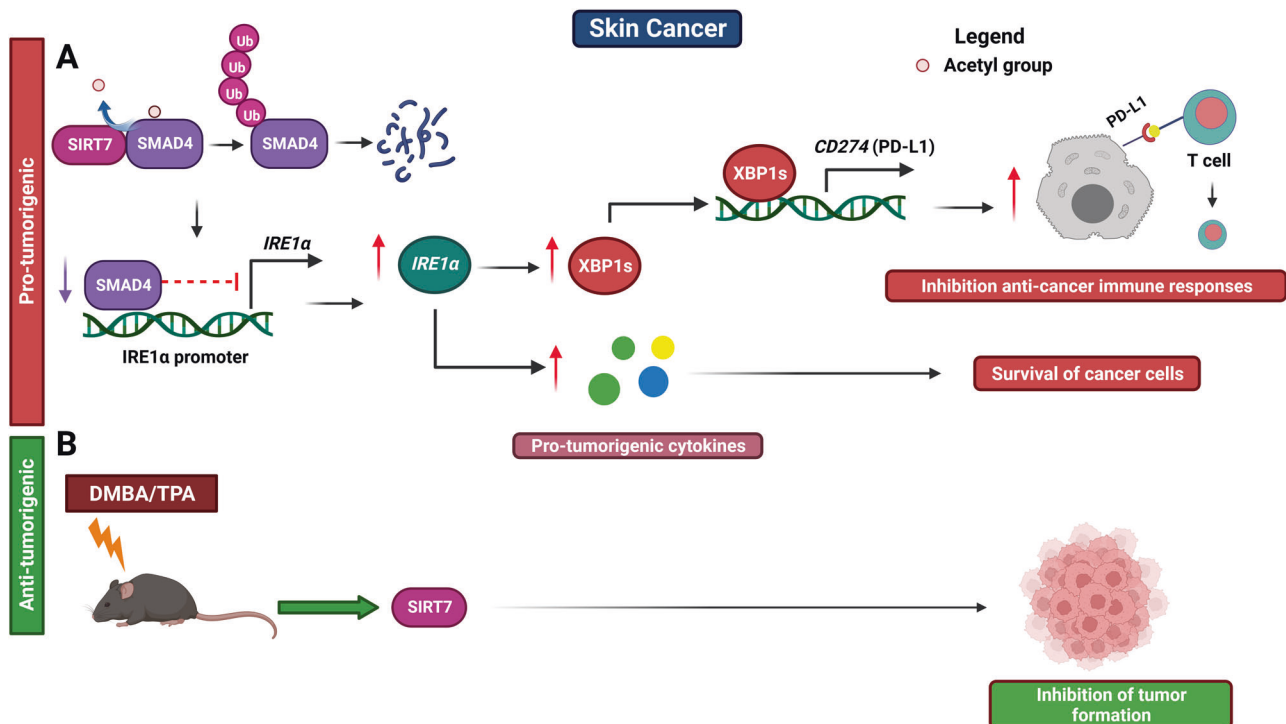 Skin Cancer
Legend
Acetyl group
Pro-tumorigenic
A
Ub
Ub
Ub
Ub
SIRT7
SMAD4
SMAD4
PD-L1
T cell
CD274 (PD-L1)
XBP1s
IRE1α
SMAD4
IRE1α promoter
IRE1α
XBP1s
Inhibition anti-cancer immune responses
Survival of cancer cells
Pro-tumorigenic cytokines
Anti-tumorigenic
B
DMBA/TPA
SIRT7
Inhibition of tumor
formation